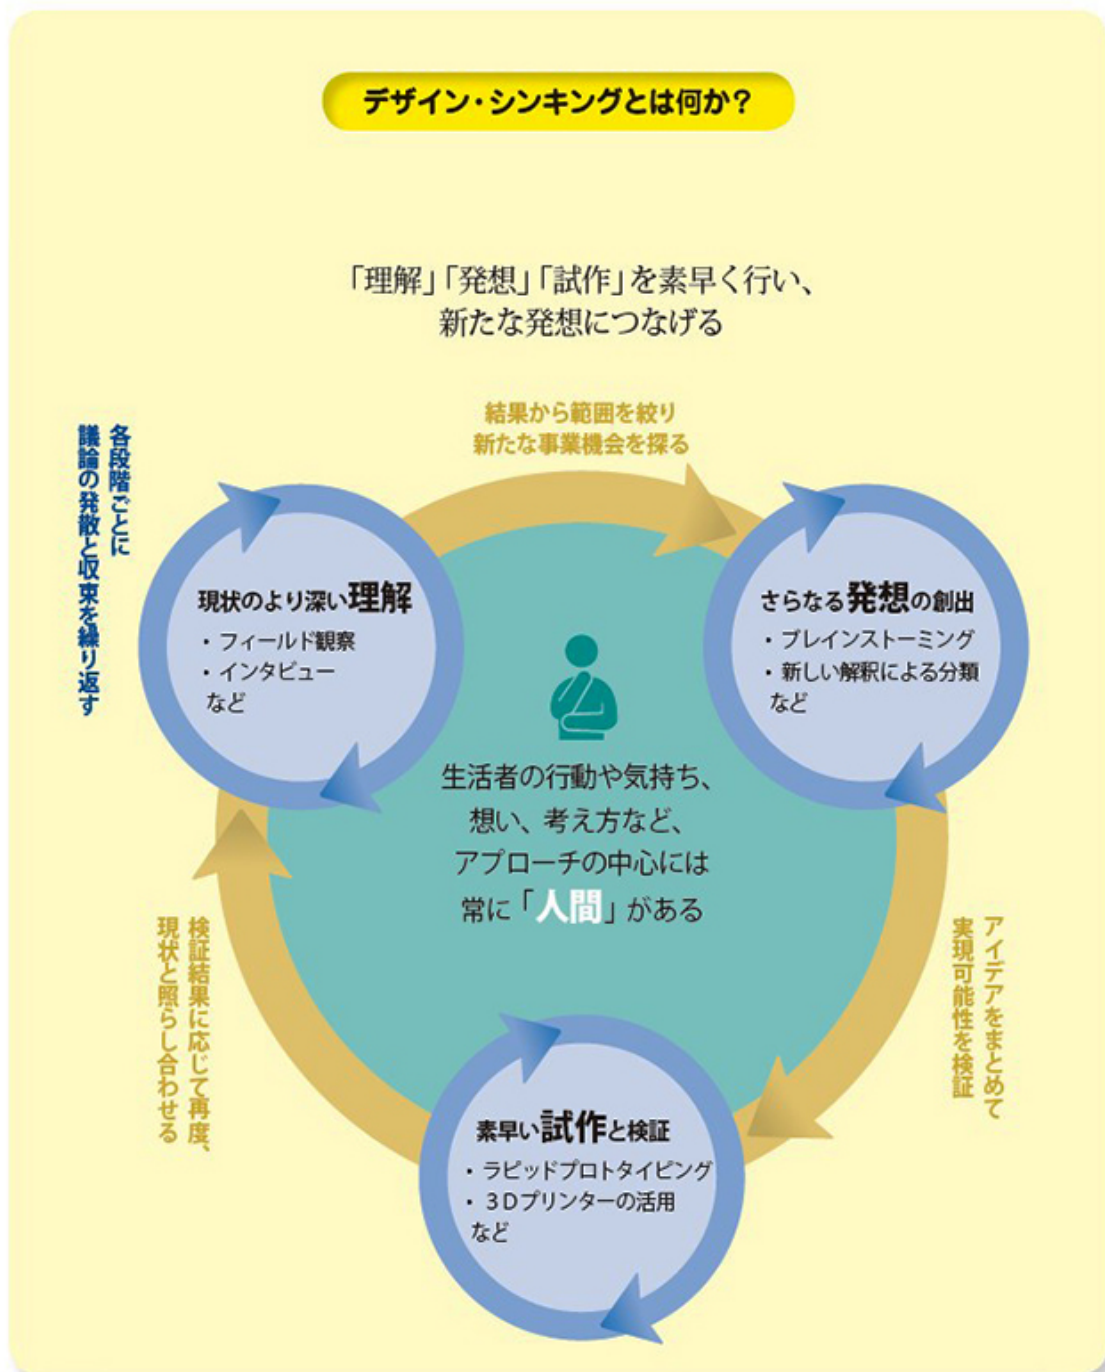 デザイン・シンキングとは何か？
「理解」「発想」「試作」を素早く行い、
新たな発想につなげる
結果から範囲を絞り
新たな事業機会を探る
各段階ごとに
議論の発散と収束を繰り返す
現状のより深い理解
・フィールド観察
・インタビュー
など
さらなる発想の創出
・ブレインストーミング
・新しい解釈による分類
など
生活者の行動や気持ち、
想い、考え方など、
アプローチの中心には
常に「人間」がある
アイデアをまとめて
実現可能性を検証
検証結果に応じて再度、
現状と照らし合わせる
素早い試作と検証
・ラピッドプロトタイピング
・３Ｄプリンターの活用
など